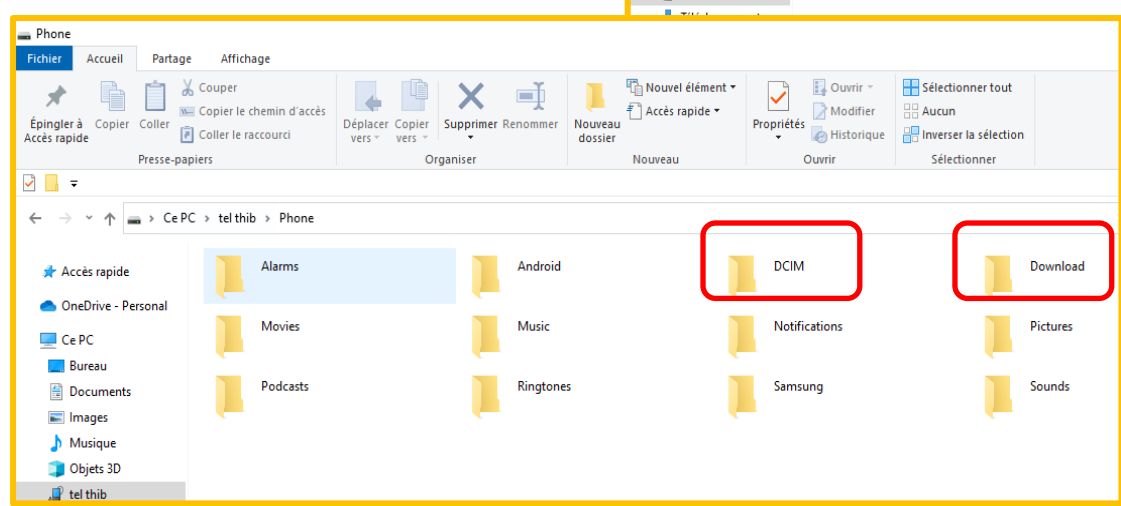 Phone
Fichier Accueil Partage Affichage
Épingler à Accès rapide
Copier
Coller
Couper
Copier le chemin d'accès
Coller le raccourci
Presse-papiers
Déplacer vers
Copier vers
Supprimer
Renommer
Organiser
Nouveau dossier
Nouvel élément
Accès rapide
Nouveau
Propriétés
Ouvrir
Modifier
Historique
Ouvrir
Sélectionner tout
Aucun
Inverser la sélection
Sélectionner
Ce PC > tel thib > Phone
Accès rapide
OneDrive - Personal
Ce PC
Bureau
Documents
Images
Musique
Objets 3D
tel thib
Alarms Android DCIM Download
Movies Music Notifications Pictures
Podcasts Ringtones Samsung Sounds